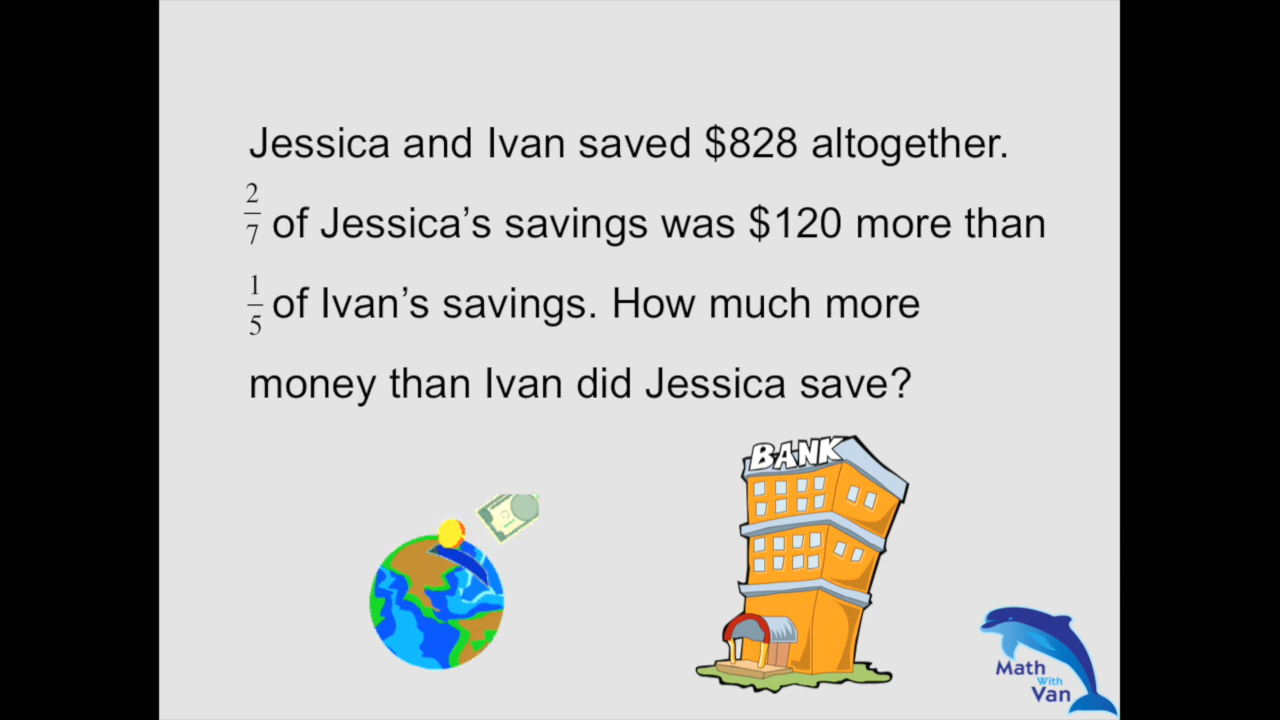 Jessica and Ivan saved $828 altogether.
2/7 of Jessica’s savings was $120 more than
1/5 of Ivan’s savings. How much more
money than Ivan did Jessica save?
BANK
Math
With
Van